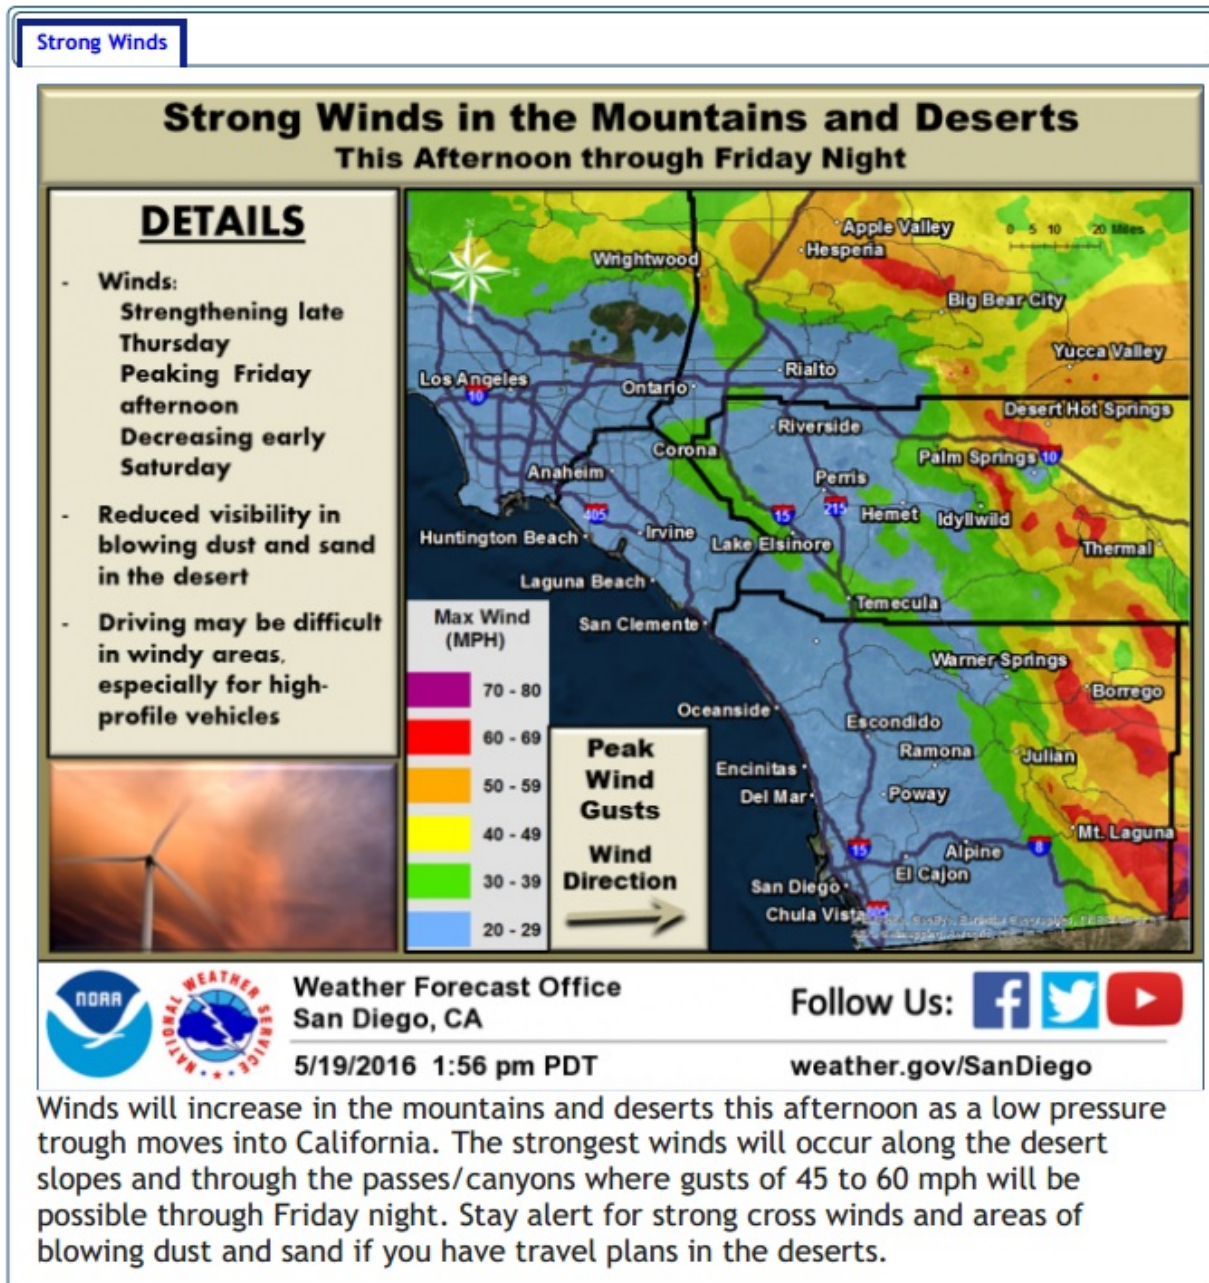 Strong Winds
Strong Winds in the Mountains and Deserts
This Afternoon through Friday Night
DETAILS
- Winds:
Strengthening late
Thursday
Peaking Friday
afternoon
Decreasing early
Saturday
- Reduced visibility in
blowing dust and sand
in the desert
- Driving may be difficult
in windy areas,
especially for high-
profile vehicles
Apple Valley
0 5 10 20 Miles
Hesperia
Wrightwood
Big Bear City
Yucca Valley
Rialto
Los Angeles
10
Ontario
Desert Hot Springs
Riverside
Corona
Palm Springs
10
Anaheim
Perris
405
15
215
Hemet
Idyllwild
Huntington Beach
Irvine
Lake Elsinore
Thermal
Laguna Beach
Temecula
San Clemente
Warner Springs
Borrego
Oceanside
Escondido
Ramona
Julian
Encinitas
Del Mar
Poway
Mt. Laguna
15
Alpine
8
El Cajon
San Diego
Chula Vista
Max Wind
(MPH)
70 - 80
60 - 69
50 - 59
40 - 49
30 - 39
20 - 29
Peak
Wind
Gusts
Wind
Direction
NOAA
NATIONAL WEATHER SERVICE
Weather Forecast Office
San Diego, CA
5/19/2016 1:56 pm PDT
Follow Us:
weather.gov/SanDiego
Winds will increase in the mountains and deserts this afternoon as a low pressure
trough moves into California. The strongest winds will occur along the desert
slopes and through the passes/canyons where gusts of 45 to 60 mph will be
possible through Friday night. Stay alert for strong cross winds and areas of
blowing dust and sand if you have travel plans in the deserts.